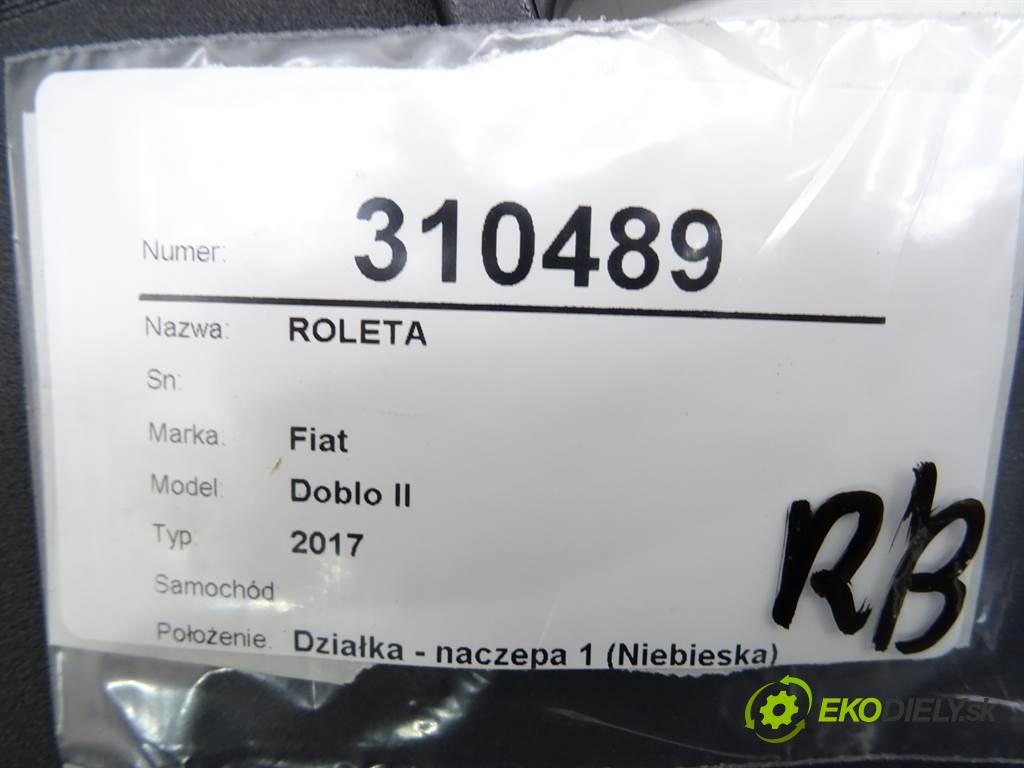 Numer: 310489
Nazwa: ROLETA
Sn:
Marka: Fiat
Model: Doblo II
Typ: 2017
Samochód
Położenie: Działka - naczepa 1 (Niebieska)
RB
EKODIELY.sk